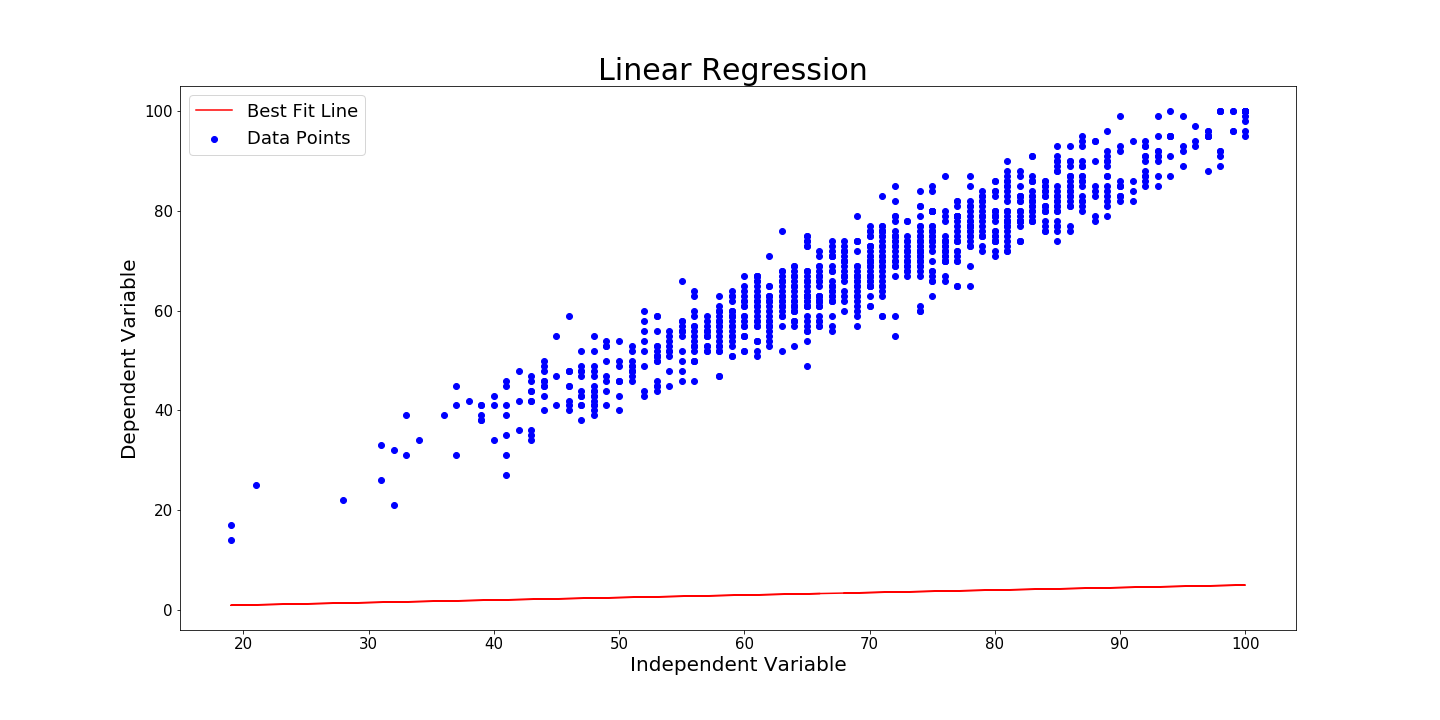 Linear Regression
Best Fit Line
Data Points
100
80
60
40
20
0
Dependent Variable
20 30 40 50 60 70 80 90 100
Independent Variable